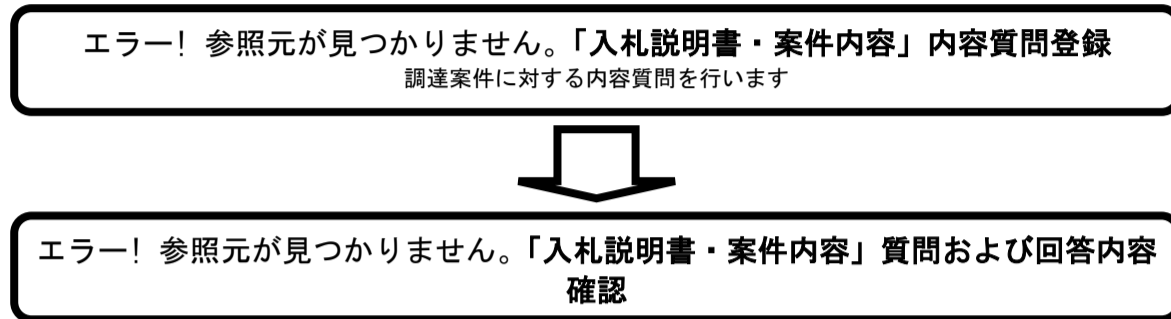 エラー! 参照元が見つかりません。「入札説明書・案件内容」内容質問登録
調達案件に対する内容質問を行います
エラー! 参照元が見つかりません。「入札説明書・案件内容」質問および回答内容
確認